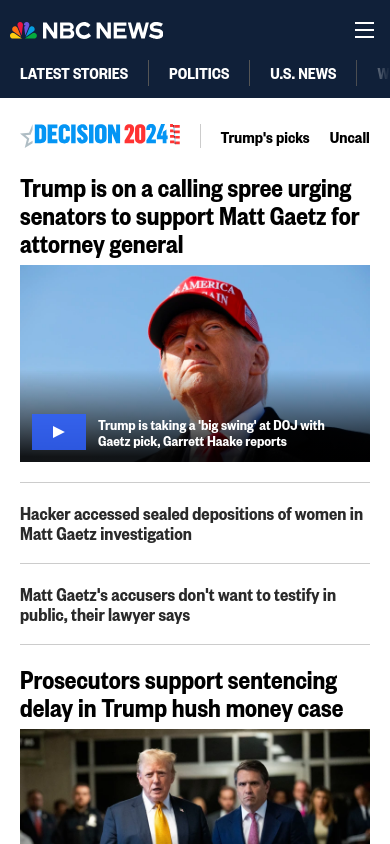 NBC NEWS
LATEST STORIES
POLITICS
U.S. NEWS
DECISION 2024
Trump's picks
Uncall
Trump is on a calling spree urging
senators to support Matt Gaetz for
attorney general
AMERICA
Trump is taking a 'big swing' at DOJ with
Gaetz pick, Garrett Haake reports
Hacker accessed sealed depositions of women in
Matt Gaetz investigation
Matt Gaetz's accusers don't want to testify in
public, their lawyer says
Prosecutors support sentencing
delay in Trump hush money case